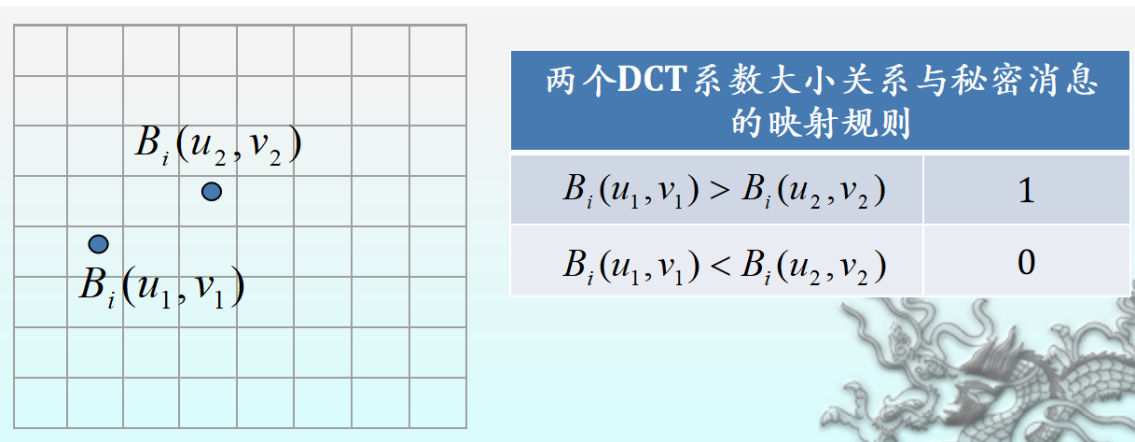 B_i(u_2,v_2)
B_i(u_1,v_1)
两个DCT系数大小关系与秘密消息
的映射规则
B_i(u_1,v_1) > B_i(u_2,v_2) 1
B_i(u_1,v_1) < B_i(u_2,v_2) 0